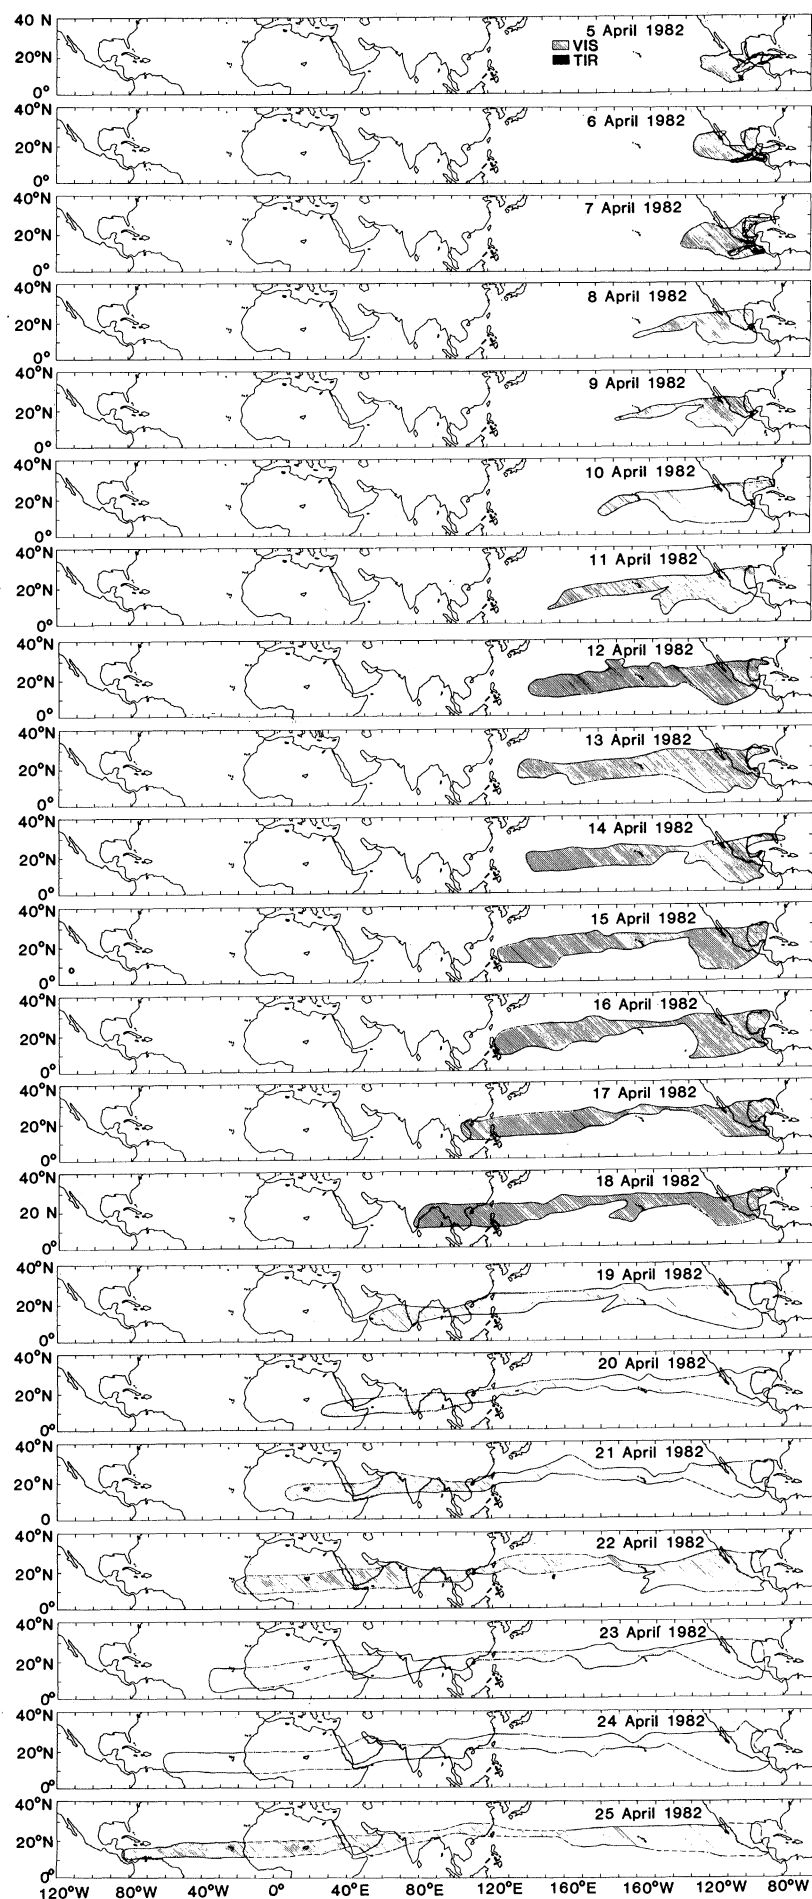 40 N
5 April 1982
VIS
20°N
TIR
0°
40°N
6 April 1982
20°N
0°
40°N
7 April 1982
20°N
0°
40°N
8 April 1982
20°N
0°
40°N
9 April 1982
20°N
0°
40°N
10 April 1982
20°N
0°
40°N
11 April 1982
20°N
0°
40°N
12 April 1982
20°N
0°
40°N
13 April 1982
20°N
0°
40°N
14 April 1982
20°N
0°
40°N
15 April 1982
20°N
0°
40°N
16 April 1982
20°N
0°
40°N
17 April 1982
20°N
0°
40°N
18 April 1982
20 N
0°
40°N
19 April 1982
20°N
0°
40°N
20 April 1982
20°N
0°
40°N
21 April 1982
20°N
0
40°N
22 April 1982
20°N
0°
40°N
23 April 1982
20°N
0°
40°N
24 April 1982
20°N
0°
40°N
25 April 1982
20°N
0°
120°W 80°W 40°W 0° 40°E 80°E 120°E 160°E 160°W 120°W 80°W